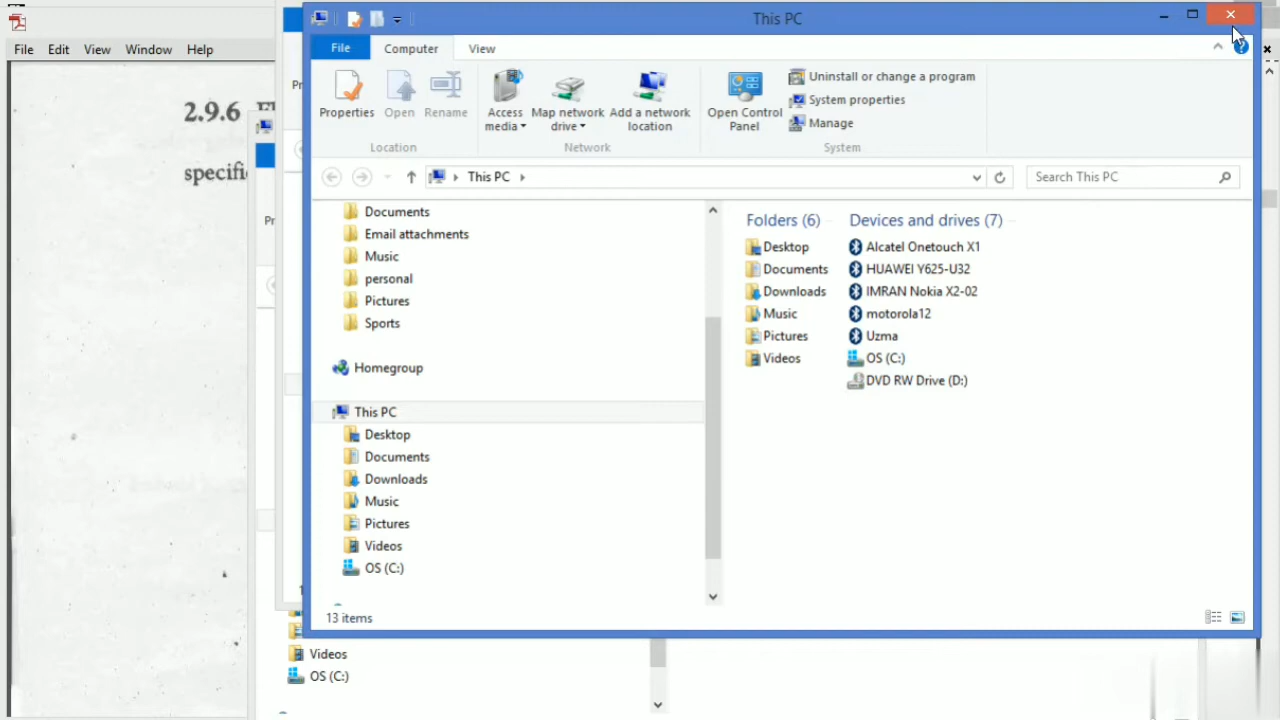 This PC
File Edit View Window Help
File Computer View
Properties Open Rename Access media Map network drive Add a network location Open Control Panel
Uninstall or change a program
System properties
Manage
Location Network System
This PC
Search This PC
2.9.6
specifi
Pr
Pr
Documents
Email attachments
Music
personal
Pictures
Sports
Homegroup
This PC
Desktop
Documents
Downloads
Music
Pictures
Videos
OS (C:)
Folders (6)
Desktop
Documents
Downloads
Music
Pictures
Videos
Devices and drives (7)
Alcatel Onetouch X1
HUAWEI Y625-U32
IMRAN Nokia X2-02
motorola12
Uzma
OS (C:)
DVD RW Drive (D:)
13 items
Videos
OS (C:)